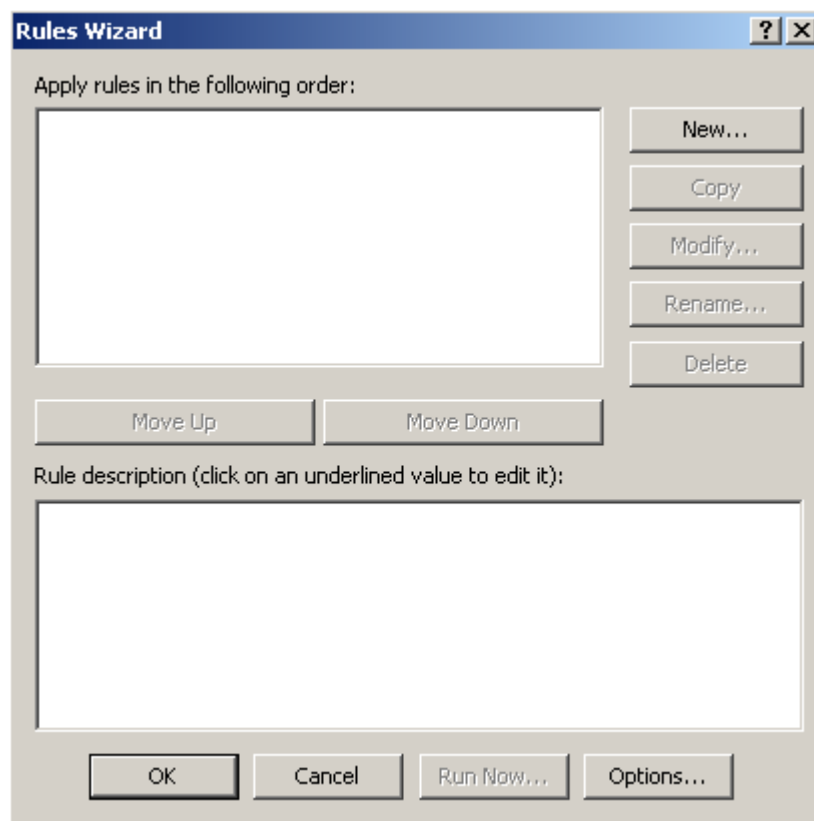 Rules Wizard
Apply rules in the following order:
New...
Copy
Modify...
Rename...
Delete
Move Up
Move Down
Rule description (click on an underlined value to edit it):
OK
Cancel
Run Now...
Options...